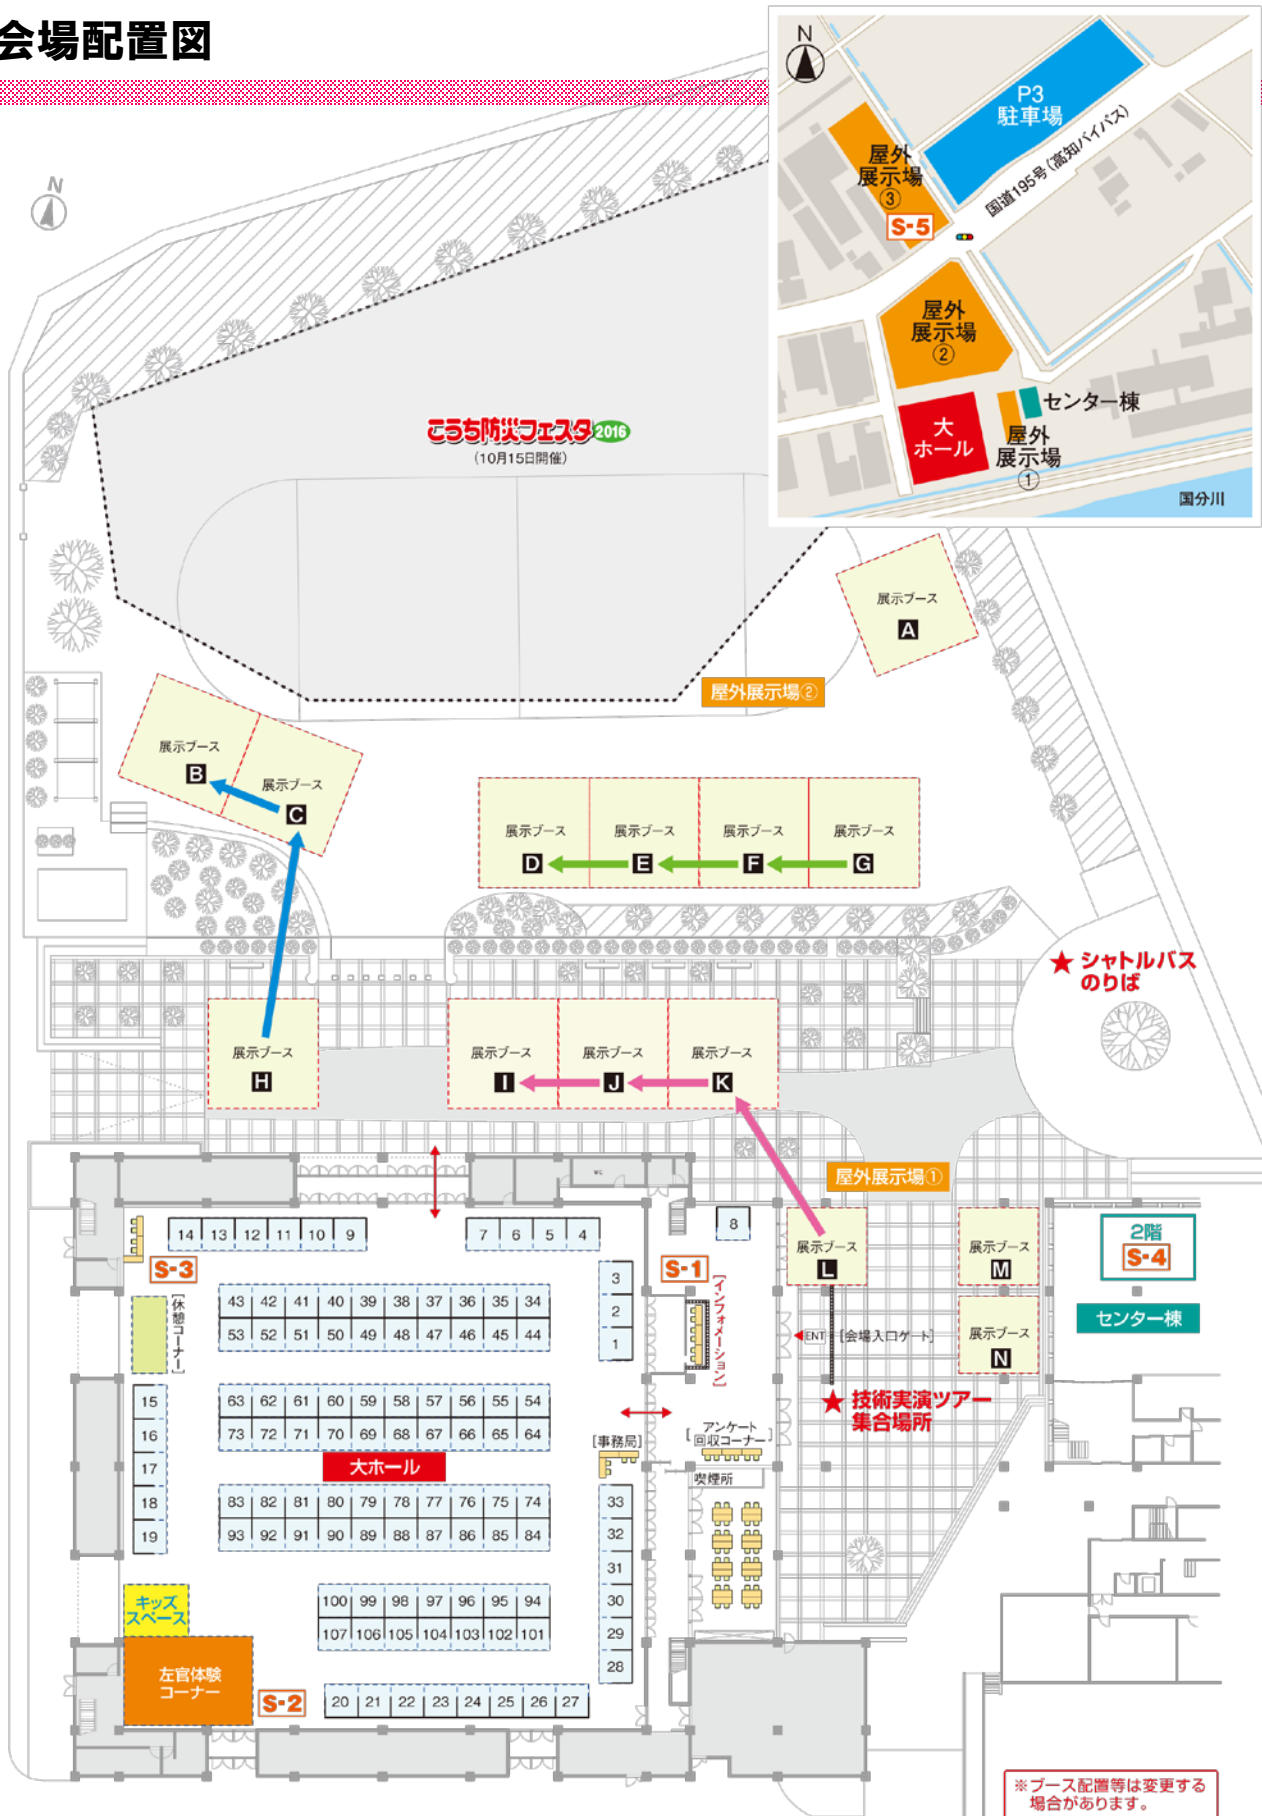 会場配置図
N
P3
駐車場
国道195号(高知バイパス)
屋外
展示場
③
S-5
屋外
展示場
②
大
ホール
センター棟
屋外
展示場
①
国分川
N
こうち防災フェスタ2016
(10月15日開催)
展示ブース
A
屋外展示場②
展示ブース
B
展示ブース
C
展示ブース
D
展示ブース
E
展示ブース
F
展示ブース
G
★シャトルバス
のりば
展示ブース
H
展示ブース
I
展示ブース
J
展示ブース
K
屋外展示場①
WC
14 13 12 11 10 9
7 6 5 4
8
展示ブース
L
展示ブース
M
2階
S-4
センター棟
S-3
S-1
[インフォメーション]
[休憩コーナー]
3
2
1
43 42 41 40 39 38 37 36 35 34
53 52 51 50 49 48 47 46 45 44
ENT [会場入口ゲート]
展示ブース
N
★技術実演ツアー
集合場所
15
16
17
18
19
63 62 61 60 59 58 57 56 55 54
73 72 71 70 69 68 67 66 65 64
[事務局]
[アンケート
回収コーナー]
大ホール
喫煙所
83 82 81 80 79 78 77 76 75 74
93 92 91 90 89 88 87 86 85 84
33
32
31
30
29
28
キッズ
スペース
100 99 98 97 96 95 94
107 106 105 104 103 102 101
左官体験
コーナー
S-2
20 21 22 23 24 25 26 27
※ブース配置等は変更する
場合があります。